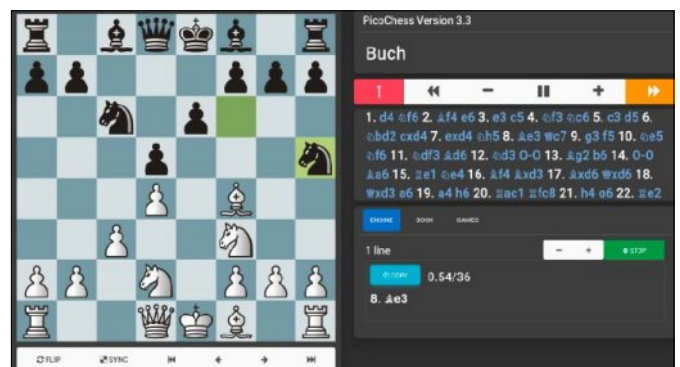 PicoChess Version 3.3
Buch
1. d4 ♘f6 2. ♗f4 e6 3. e3 c5 4. ♘f3 ♘c6 5. c3 d5 6.
♘bd2 cxd4 7. exd4 ♘h5 8. ♗e3 ♕c7 9. g3 f5 10. ♘e5
♘f6 11. ♘df3 ♗d6 12. ♘d3 O-O 13. ♗g2 b6 14. O-O
♗a6 15. ♖e1 ♘e4 16. ♗f4 ♗xd3 17. ♗xd6 ♕xd6 18.
♕xd3 a6 19. a4 h6 20. ♖ac1 ♖fc8 21. h4 g6 22. ♖e2
ENGINE BOOK GAMES
1 line - + STOP
COPY 0.54/36
8. ♗e3
FLIP SYNC